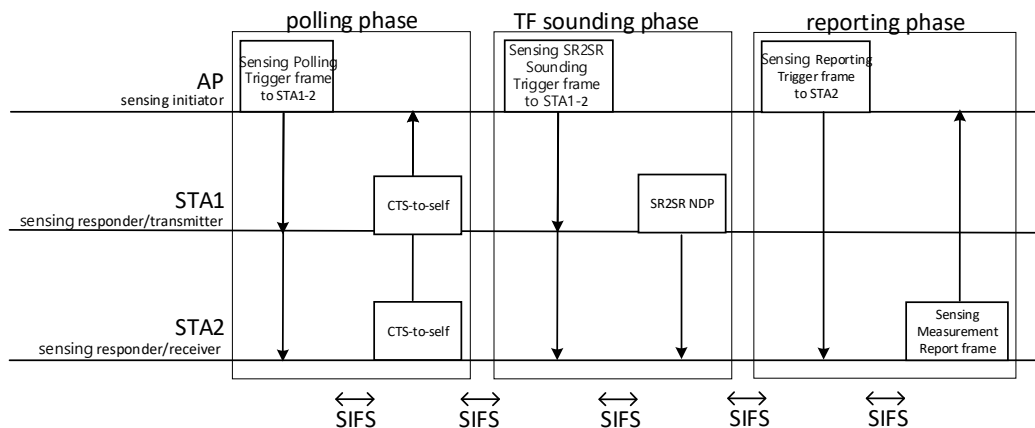 polling phase
TF sounding phase
reporting phase
Sensing Polling
Trigger frame
to STA1-2
Sensing SR2SR
Sounding
Trigger frame
to STA1-2
Sensing Reporting
Trigger frame
to STA2
AP
sensing initiator
STA1
sensing responder/transmitter
CTS-to-self
SR2SR NDP
STA2
sensing responder/receiver
CTS-to-self
Sensing
Measurement
Report frame
SIFS
SIFS
SIFS
SIFS
SIFS